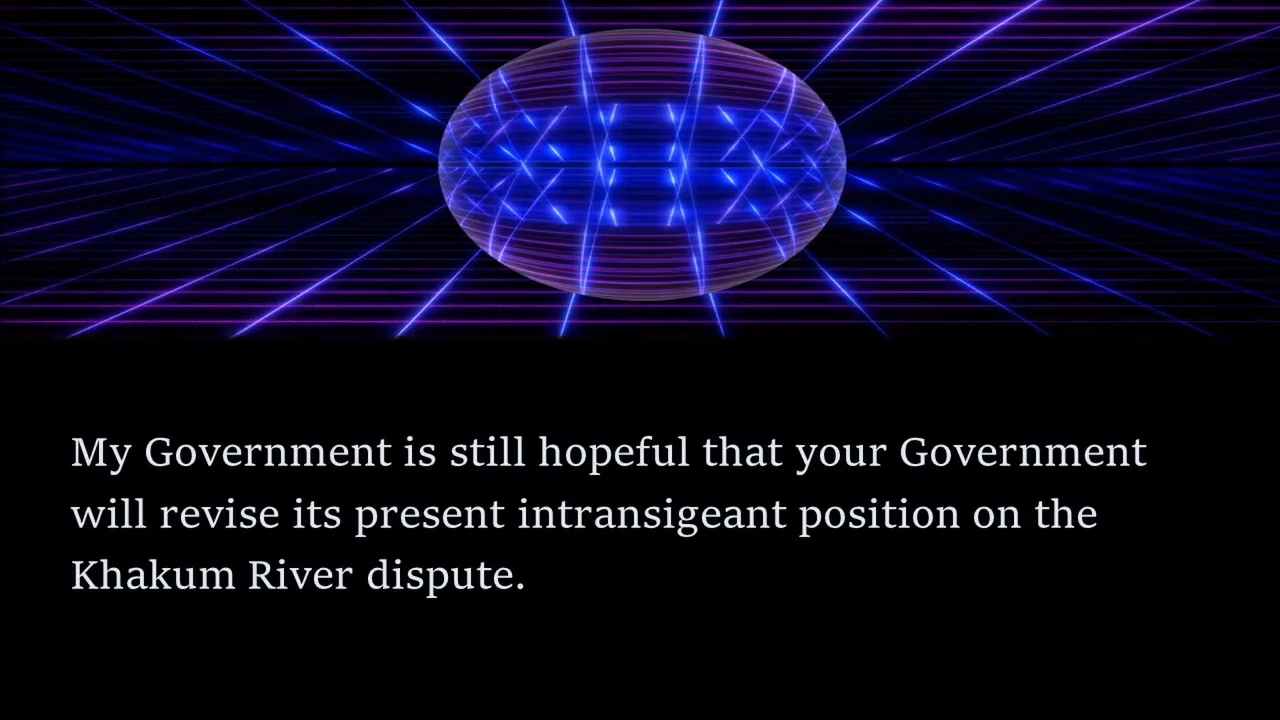 My Government is still hopeful that your Government
will revise its present intransigeant position on the
Khakum River dispute.